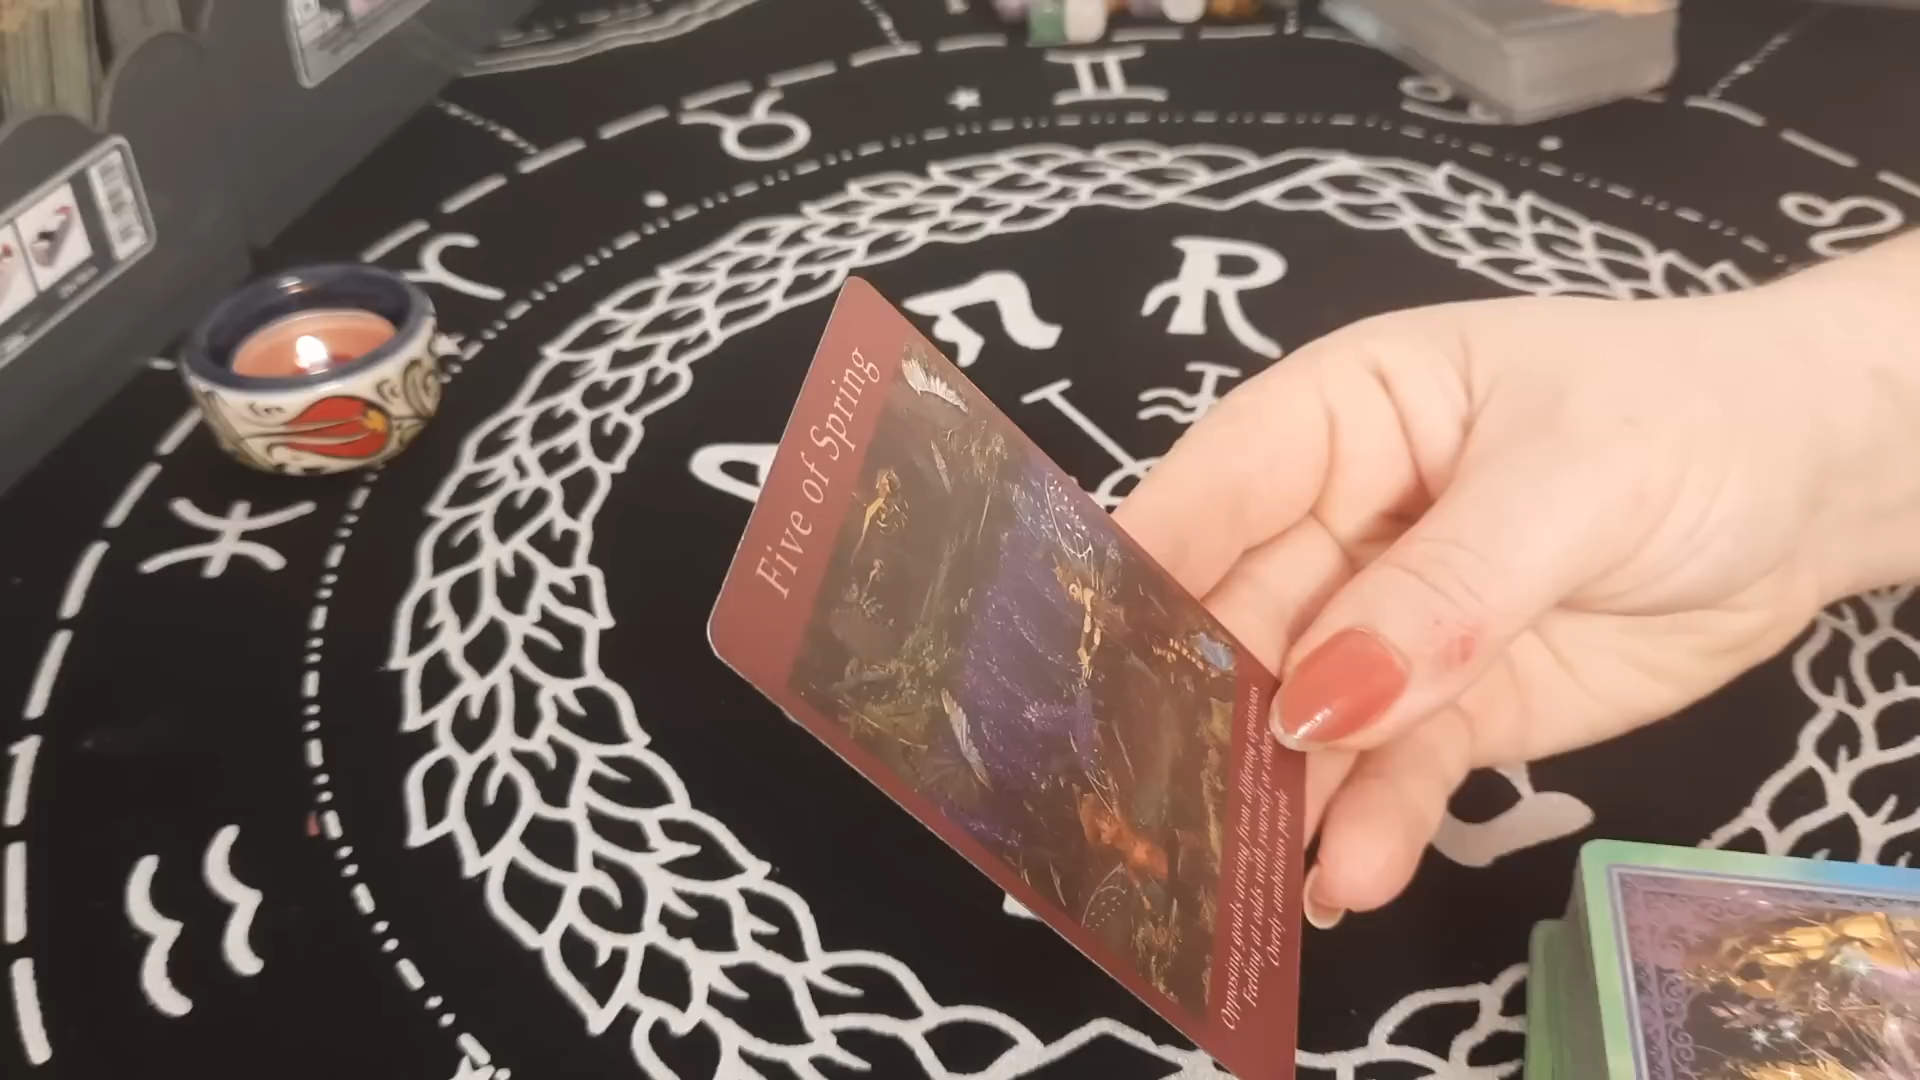 Five of Spring
Opposing goals arising from differing opinions
Feeling at odds with yourself or others
Overly ambitious people
R